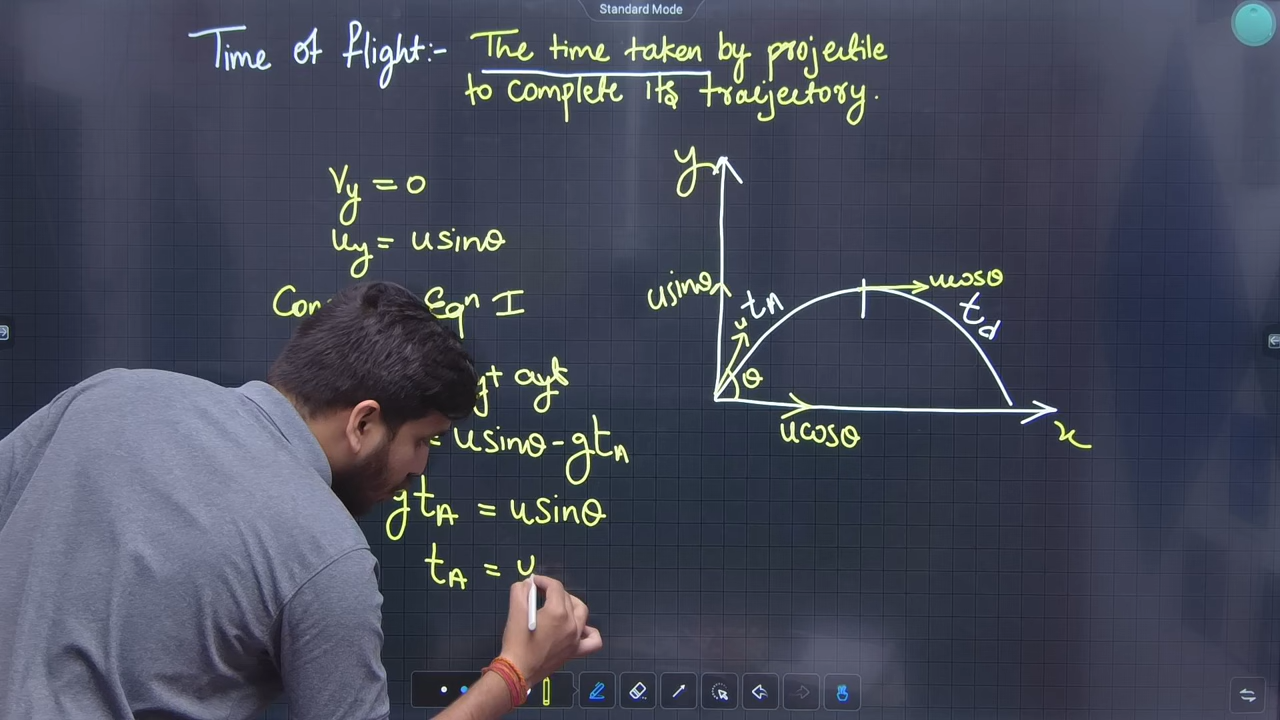 Standard Mode
Time of flight:- The time taken by projectile
to complete its trajectory.
Vy = 0
uy = usinθ
Eqn I
y + ayt
= usinθ - gtA
gtA = usinθ
tA = u
y
usinθ
u
tA
θ
ucosθ
td
ucosθ
x